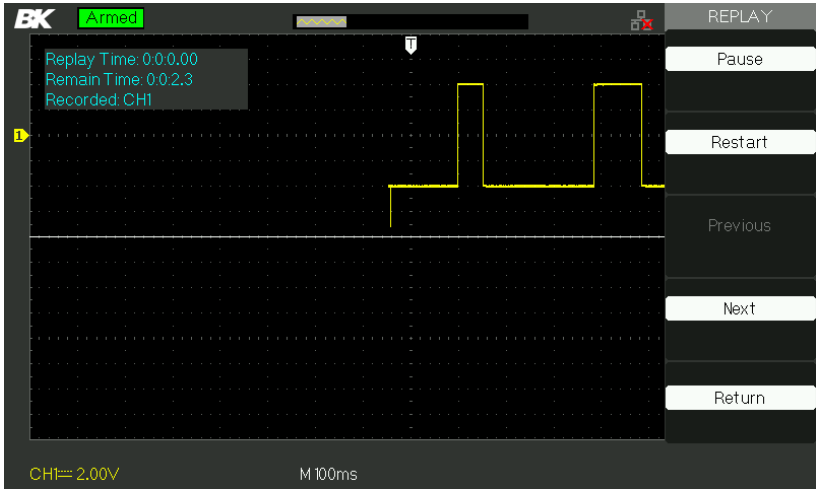 BK Armed
REPLAY
T
Replay Time: 0:0:0.00
Remain Time: 0:0:2.3
Recorded: CH1
1
Pause
Restart
Previous
Next
Return
CH1 2.00V
M 100ms